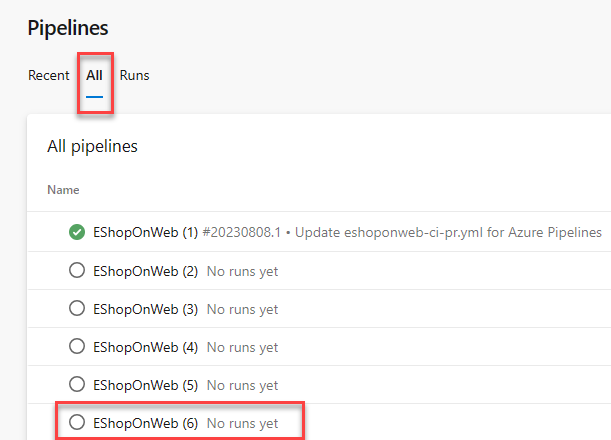 Pipelines
Recent All Runs
All pipelines
Name
EShopOnWeb (1) #20230808.1 • Update eshoponweb-ci-pr.yml for Azure Pipelines
EShopOnWeb (2) No runs yet
EShopOnWeb (3) No runs yet
EShopOnWeb (4) No runs yet
EShopOnWeb (5) No runs yet
EShopOnWeb (6) No runs yet